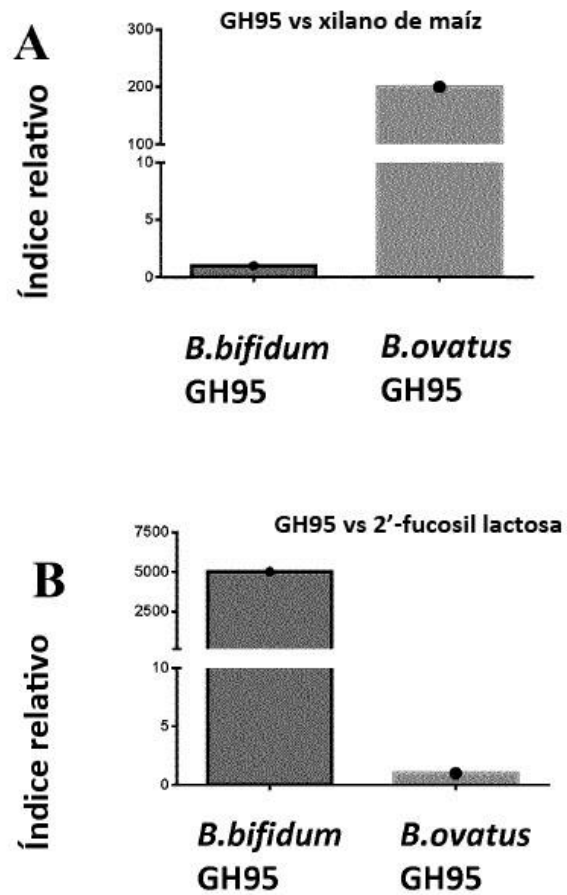 A
GH95 vs xilano de maíz
Índice relativo
300
200
100
10
5
0
B.bifidum
GH95
B.ovatus
GH95
B
GH95 vs 2’-fucosil lactosa
Índice relativo
7500
5000
2500
10
5
0
B.bifidum
GH95
B.ovatus
GH95